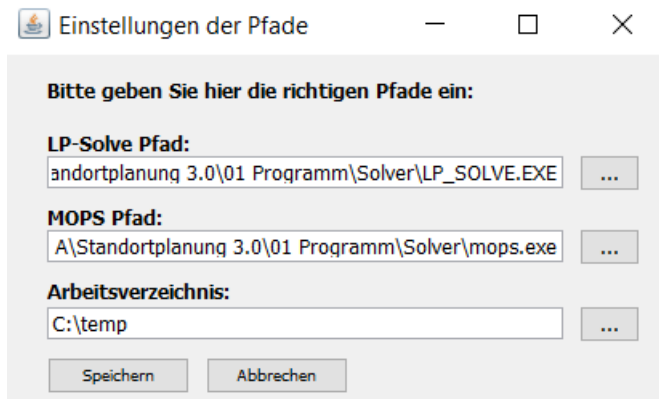 Einstellungen der Pfade
Bitte geben Sie hier die richtigen Pfade ein:
LP-Solve Pfad:
andortplanung 3.0\01 Programm\Solver\LP_SOLVE.EXE ...
MOPS Pfad:
A\Standortplanung 3.0\01 Programm\Solver\mops.exe ...
Arbeitsverzeichnis:
C:\temp ...
Speichern Abbrechen